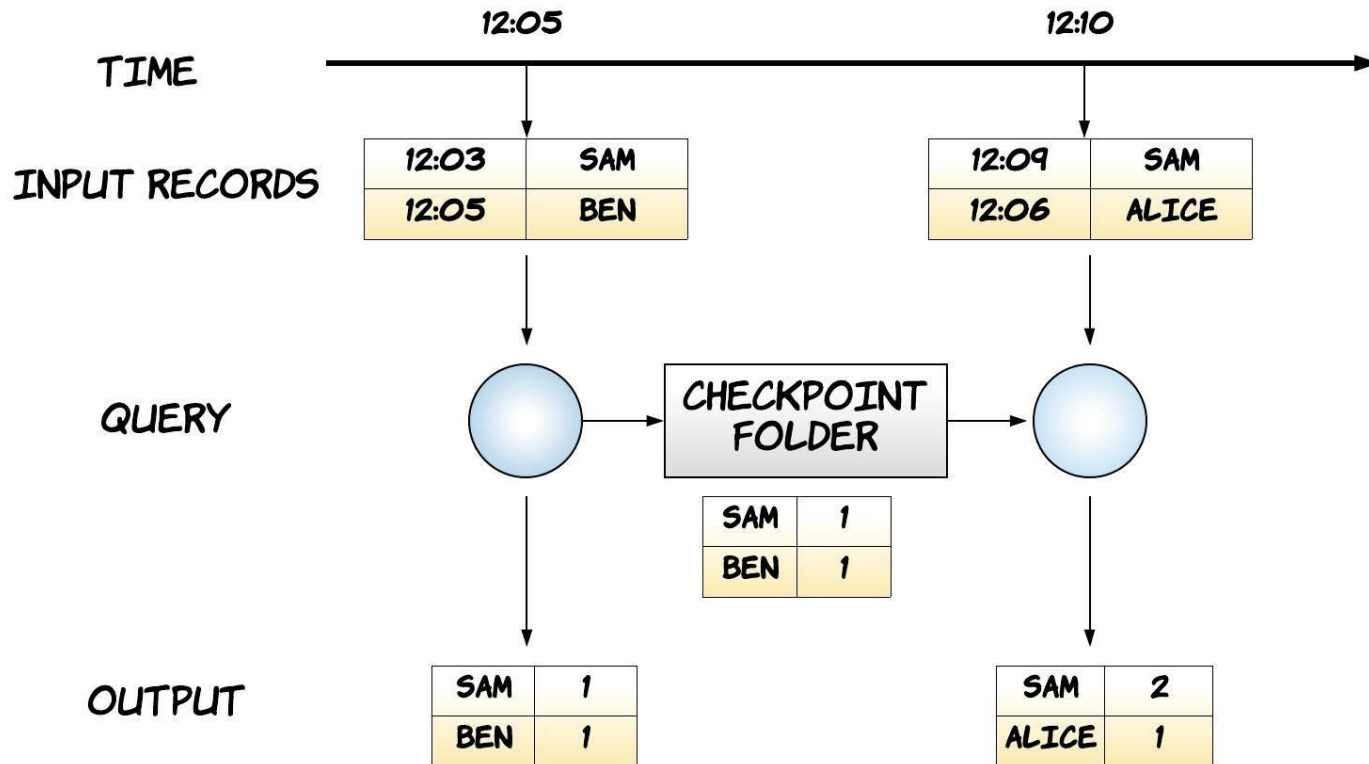 12:05 12:10
TIME
INPUT RECORDS
12:03 SAM
12:05 BEN
12:09 SAM
12:06 ALICE
QUERY
CHECKPOINT
FOLDER
SAM 1
BEN 1
OUTPUT
SAM 1
BEN 1
SAM 2
ALICE 1